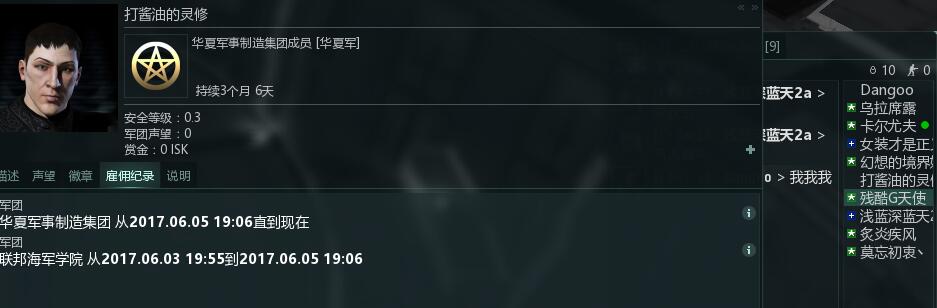 打酱油的灵修
华夏军事制造集团成员 [华夏军]
持续3个月 6天
安全等级：0.3
军团声望：0
赏金：0 ISK
描述 声望 徽章 雇佣纪录 说明
军团
华夏军事制造集团 从2017.06.05 19:06直到现在
军团
联邦海军学院 从2017.06.03 19:55到2017.06.05 19:06
[9]
10 0
深蓝天2a >
深蓝天2a >
o > 我我我
Dangoo
乌拉席露
卡尔尤夫
女装才是正
幻想的境界
打酱油的灵修
残酷G天使
浅蓝深蓝天2
炙炎疾风
莫忘初衷丶